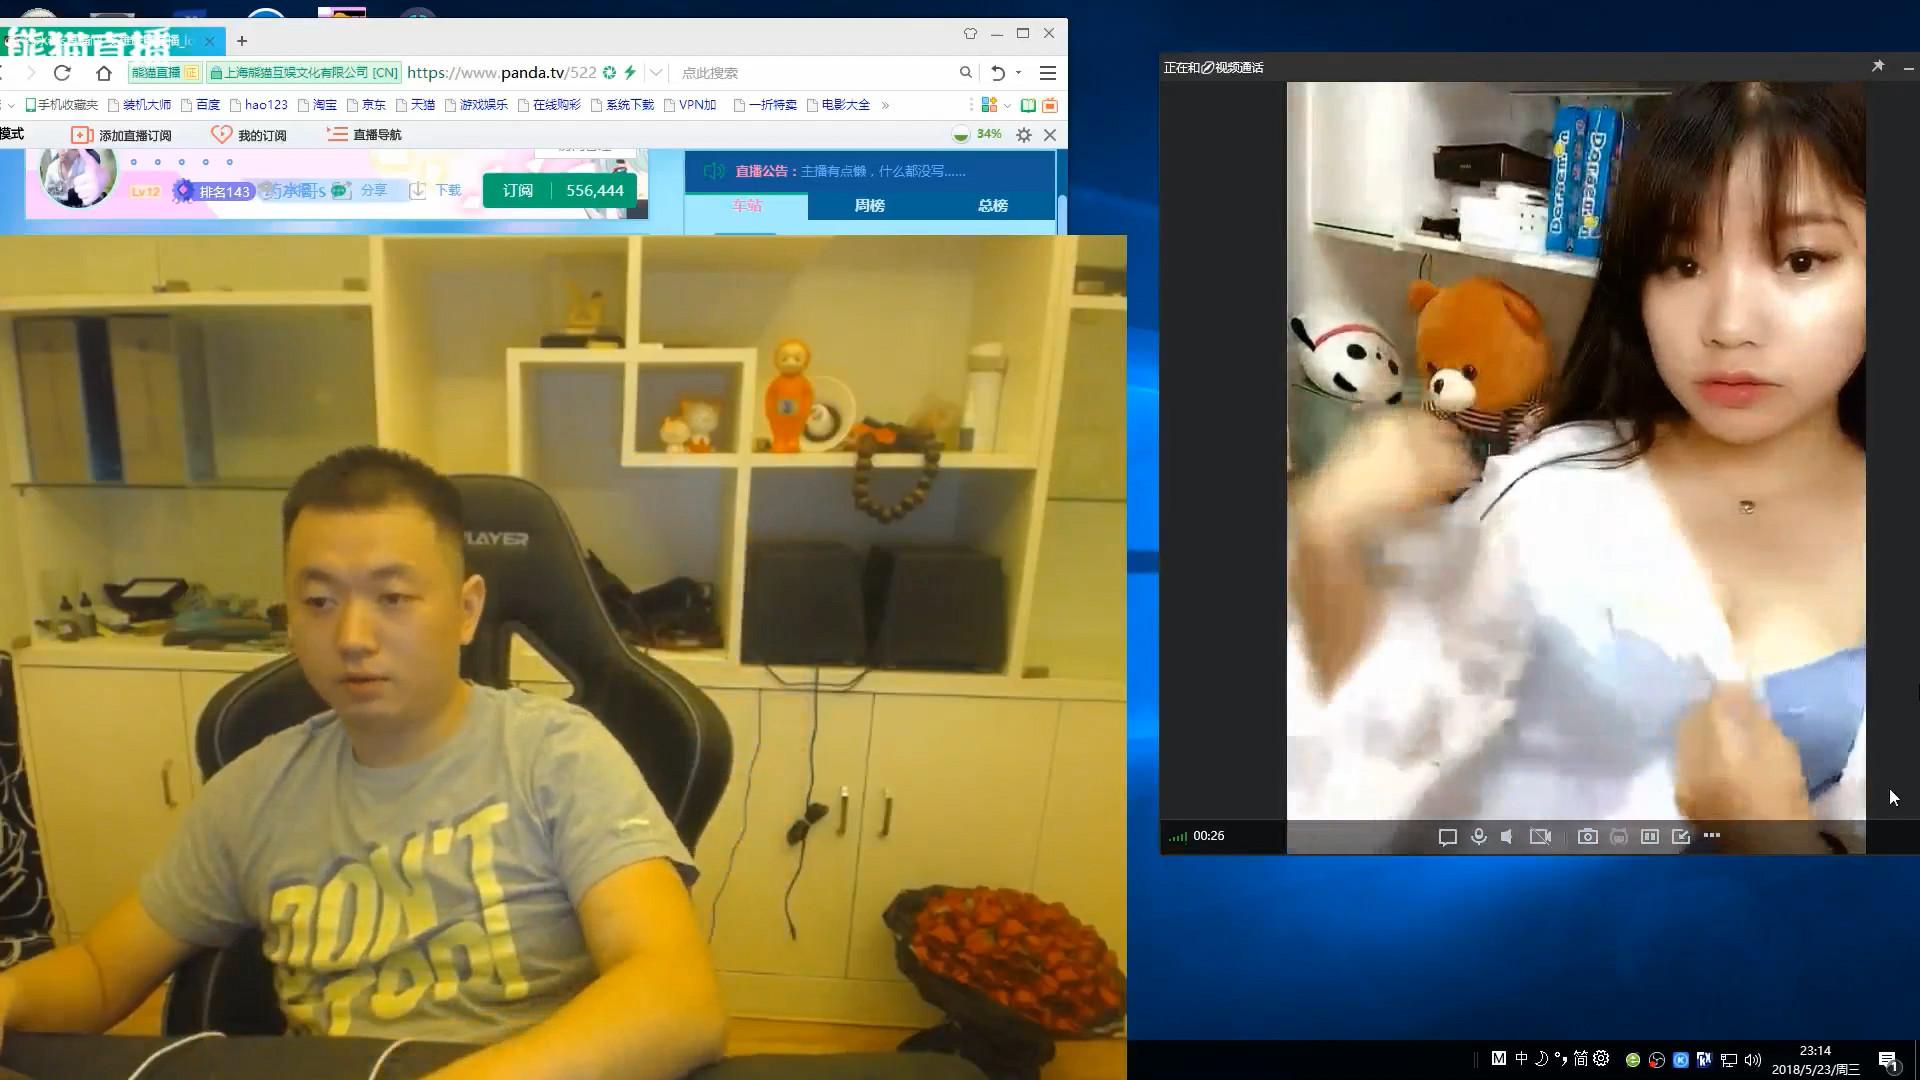 熊猫直播
熊猫直播 证 上海熊猫互娱文化有限公司 [CN] https://www.panda.tv/522 点此搜索
手机收藏夹 装机大师 百度 hao123 淘宝 京东 天猫 游戏娱乐 在线购彩 系统下载 VPN加 一折特卖 电影大全 »
模式 添加直播订阅 我的订阅 直播导航 34%
直播公告：主播有点懒，什么都没写......
Lv12 排名143 分享 下载 订阅 556,444
车站 周榜 总榜
正在和 视频通话
Doraemon
PLAYER
DON'T
00:26
M 中 简
23:14
2018/5/23/周三
1